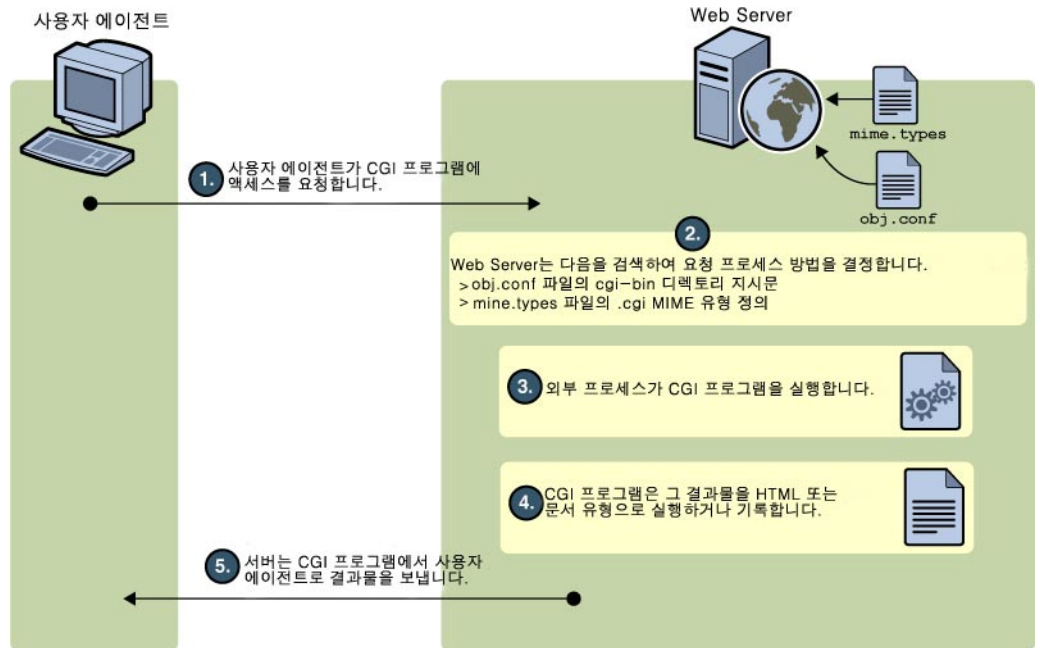 사용자 에이전트
Web Server
mime.types
obj.conf
1. 사용자 에이전트가 CGI 프로그램에
액세스를 요청합니다.
2.
Web Server는 다음을 검색하여 요청 프로세스 방법을 결정합니다.
>obj.conf 파일의 cgi-bin 디렉토리 지시문
>mine.types 파일의 .cgi MIME 유형 정의
3. 외부 프로세스가 CGI 프로그램을 실행합니다.
4. CGI 프로그램은 그 결과물을 HTML 또는
문서 유형으로 실행하거나 기록합니다.
5. 서버는 CGI 프로그램에서 사용자
에이전트로 결과물을 보냅니다.